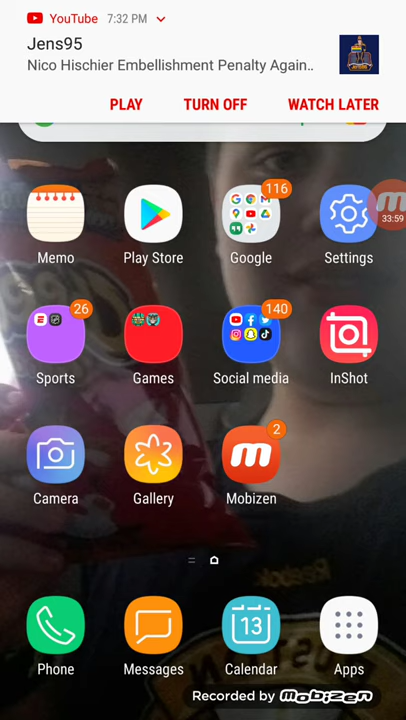 YouTube 7:32 PM
Jens95
Nico Hischier Embellishment Penalty Again..
PLAY TURN OFF WATCH LATER
116
33:59
Memo Play Store Google Settings
26 140
Sports Games Social media InShot
2
Camera Gallery Mobizen
13
Phone Messages Calendar Apps
Recorded by mobizen